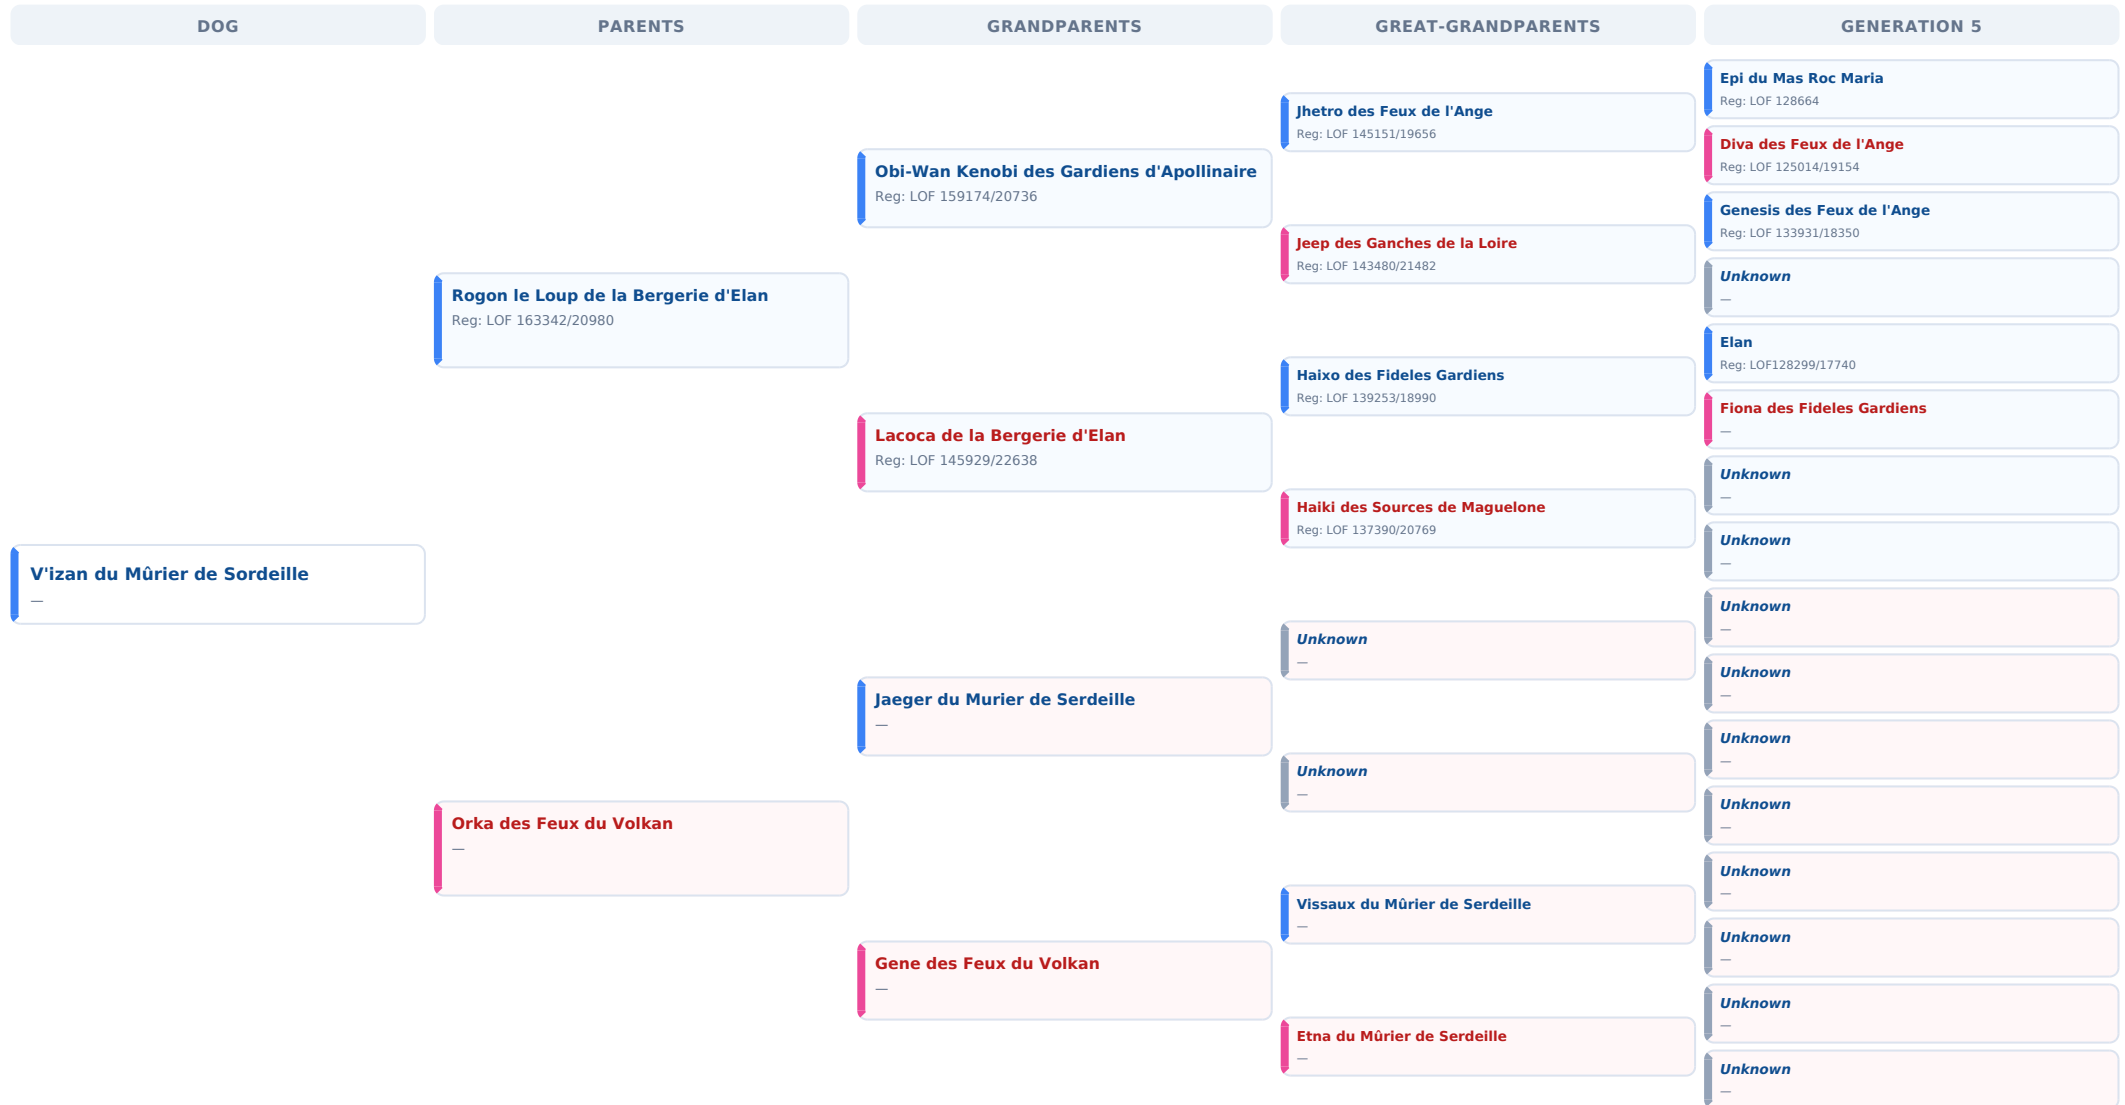 DOG
PARENTS
GRANDPARENTS
GREAT-GRANDPARENTS
GENERATION 5
V'izan du Mûrier de Sordeille
—
Rogon le Loup de la Bergerie d'Elan
Reg: LOF 163342/20980
Orka des Feux du Volkan
—
Obi-Wan Kenobi des Gardiens d'Apollinaire
Reg: LOF 159174/20736
Lacoca de la Bergerie d'Elan
Reg: LOF 145929/22638
Jaeger du Murier de Serdeille
—
Gene des Feux du Volkan
—
Jhetro des Feux de l'Ange
Reg: LOF 145151/19656
Jeep des Ganches de la Loire
Reg: LOF 143480/21482
Haixo des Fideles Gardiens
Reg: LOF 139253/18990
Haiki des Sources de Maguelone
Reg: LOF 137390/20769
Unknown
—
Unknown
—
Vissaux du Mûrier de Serdeille
—
Etna du Mûrier de Serdeille
—
Epi du Mas Roc Maria
Reg: LOF 128664
Diva des Feux de l'Ange
Reg: LOF 125014/19154
Genesis des Feux de l'Ange
Reg: LOF 133931/18350
Unknown
—
Elan
Reg: LOF128299/17740
Fiona des Fideles Gardiens
—
Unknown
—
Unknown
—
Unknown
—
Unknown
—
Unknown
—
Unknown
—
Unknown
—
Unknown
—
Unknown
—
Unknown
—